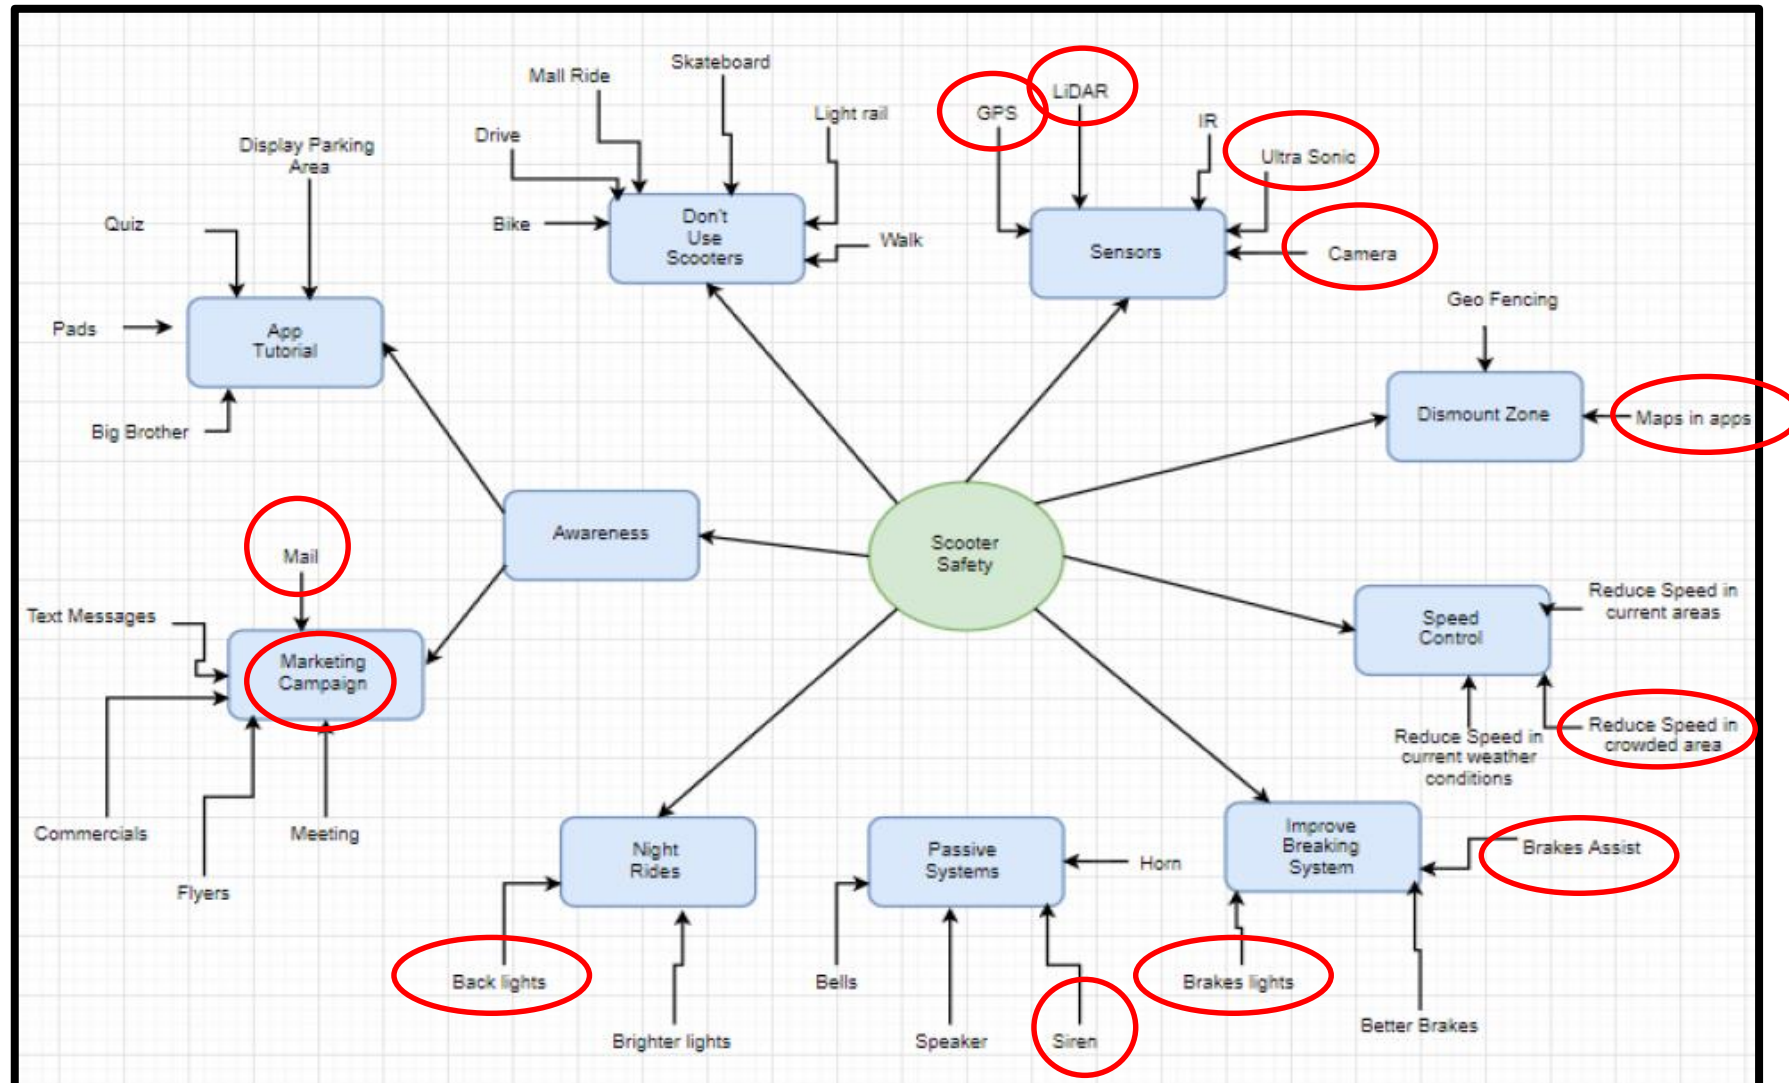 Skateboard
Mall Ride
Drive
Light rail
Bike
Don't
Use
Scooters
Walk
GPS
LiDAR
IR
Ultra Sonic
Camera
Sensors
Display Parking
Area
Quiz
Pads
App
Tutorial
Big Brother
Geo Fencing
Dismount Zone
Maps in apps
Awareness
Scooter
Safety
Mail
Text Messages
Marketing
Campaign
Commercials
Flyers
Meeting
Speed
Control
Reduce Speed in
current areas
Reduce Speed in
crowded area
Reduce Speed in
current weather
conditions
Night
Rides
Back lights
Brighter lights
Passive
Systems
Horn
Bells
Speaker
Siren
Improve
Breaking
System
Brakes Assist
Brakes lights
Better Brakes